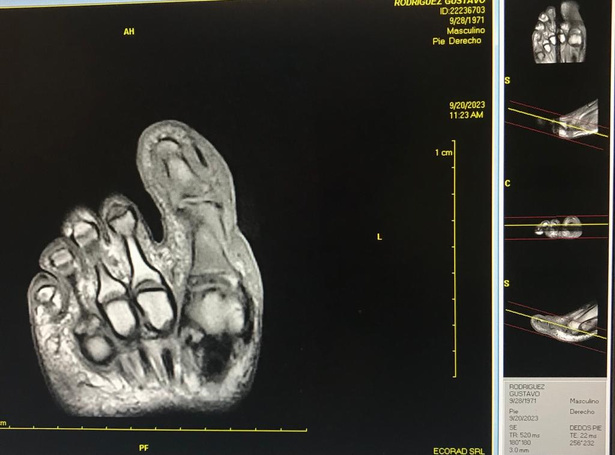 RODRIGUEZ GUSTAVO
ID:22236703
9/28/1971
Masculino
Pie Derecho
AH
9/20/2023
11:23 AM
1 cm
L
m
PF
ECORAD SRL
S
C
S
RODRIGUEZ
GUSTAVO
9/28/1971 Masculino
Pie Derecho
9/20/2023
SE DEDOS PIE
TR: 520 ms TE: 22 ms
180*180 256*232
3.0 mm